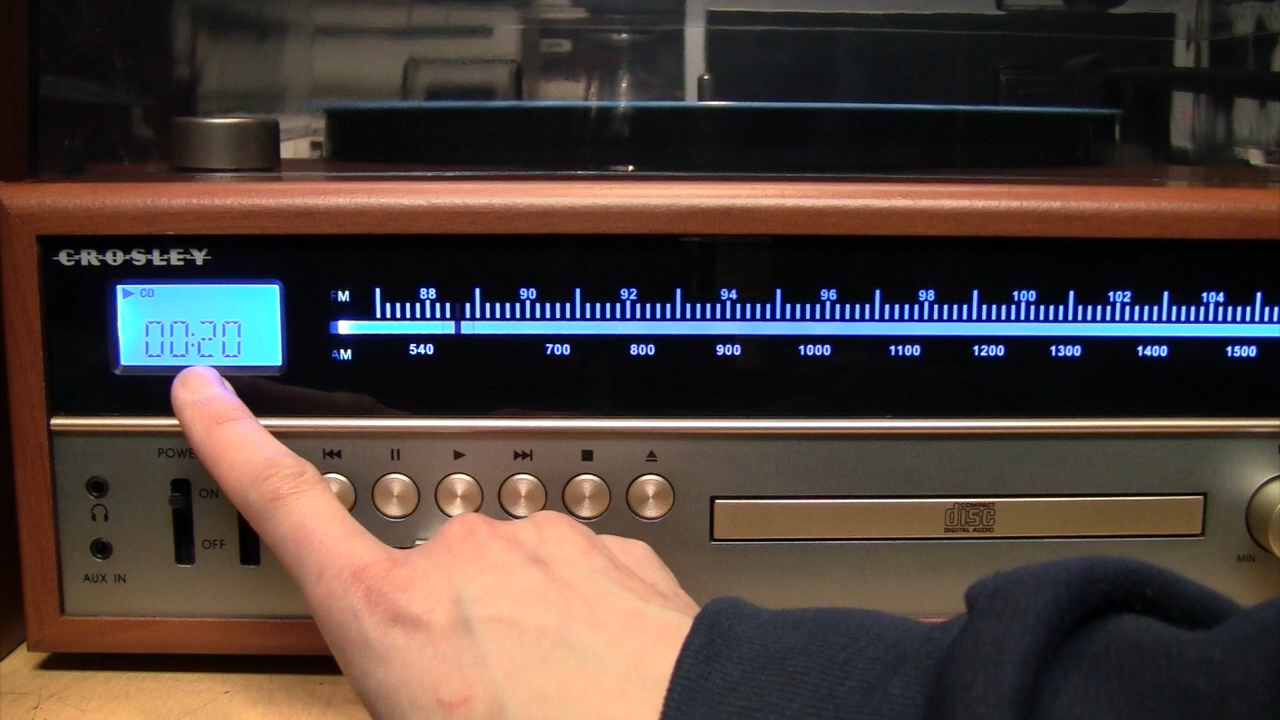 CROSLEY
CD
00:20
FM 88 90 92 94 96 98 100 102 104
AM 540 700 800 900 1000 1100 1200 1300 1400 1500
POWE
ON
OFF
AUX IN
COMPACT
disc
DIGITAL AUDIO
MIN